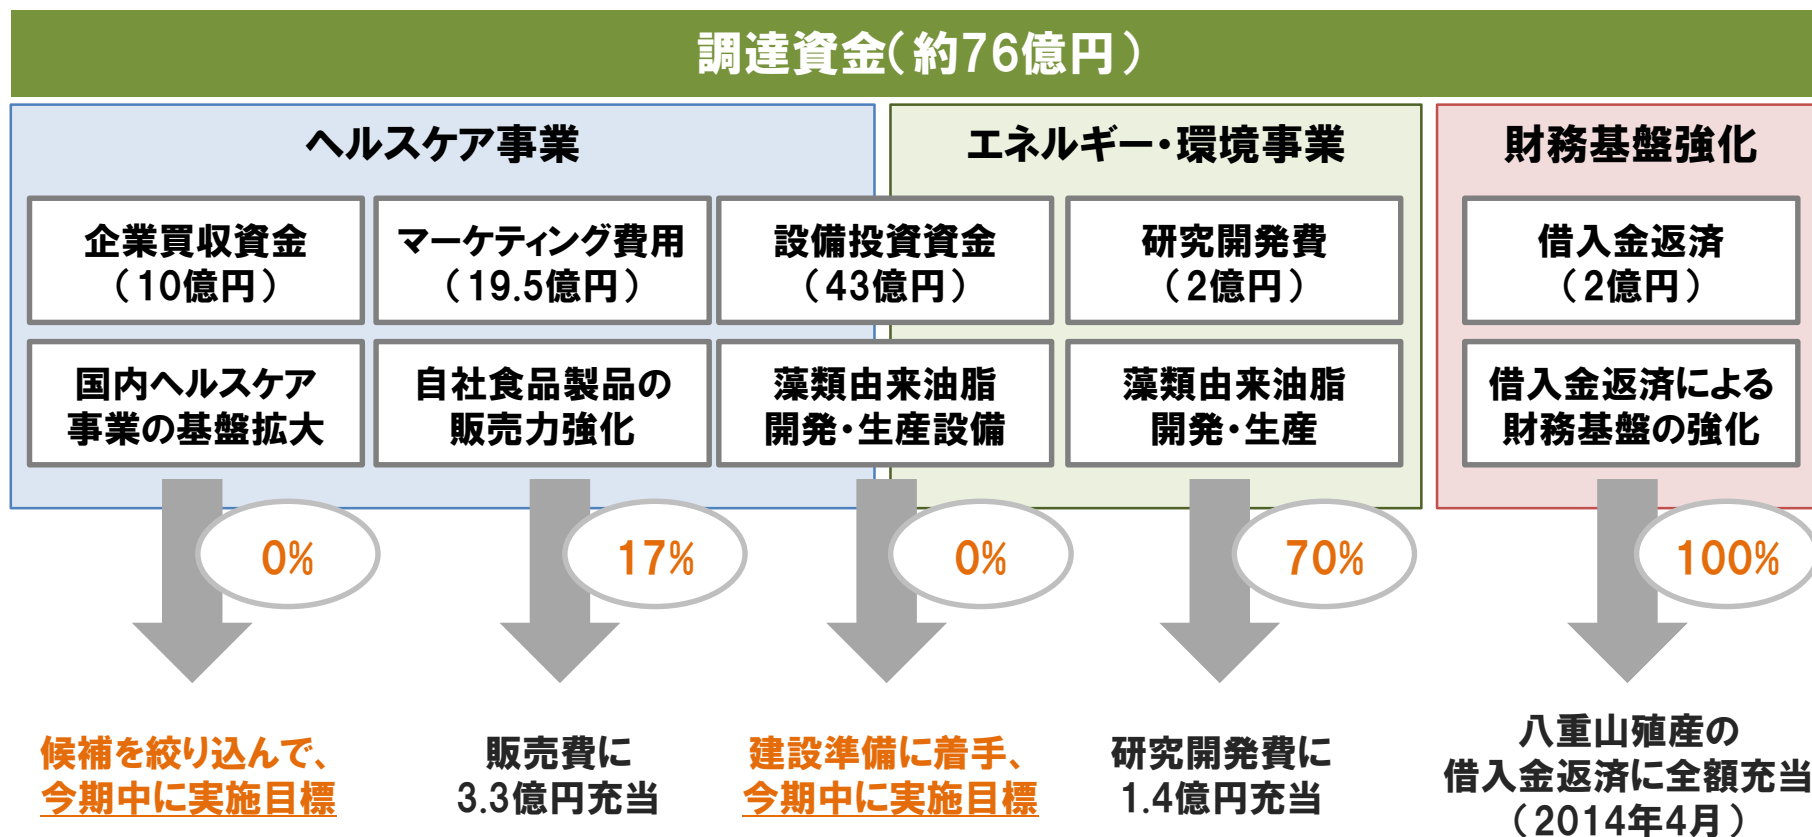 調達資金（約76億円）
ヘルスケア事業
エネルギー・環境事業
財務基盤強化
企業買収資金
（10億円）
マーケティング費用
（19.5億円）
設備投資資金
（43億円）
研究開発費
（2億円）
借入金返済
（2億円）
国内ヘルスケア
事業の基盤拡大
自社食品製品の
販売力強化
藻類由来油脂
開発・生産設備
藻類由来油脂
開発・生産
借入金返済による
財務基盤の強化
0%
17%
0%
70%
100%
候補を絞り込んで、
今期中に実施目標
販売費に
3.3億円充当
建設準備に着手、
今期中に実施目標
研究開発費に
1.4億円充当
八重山殖産の
借入金返済に全額充当
（2014年4月）